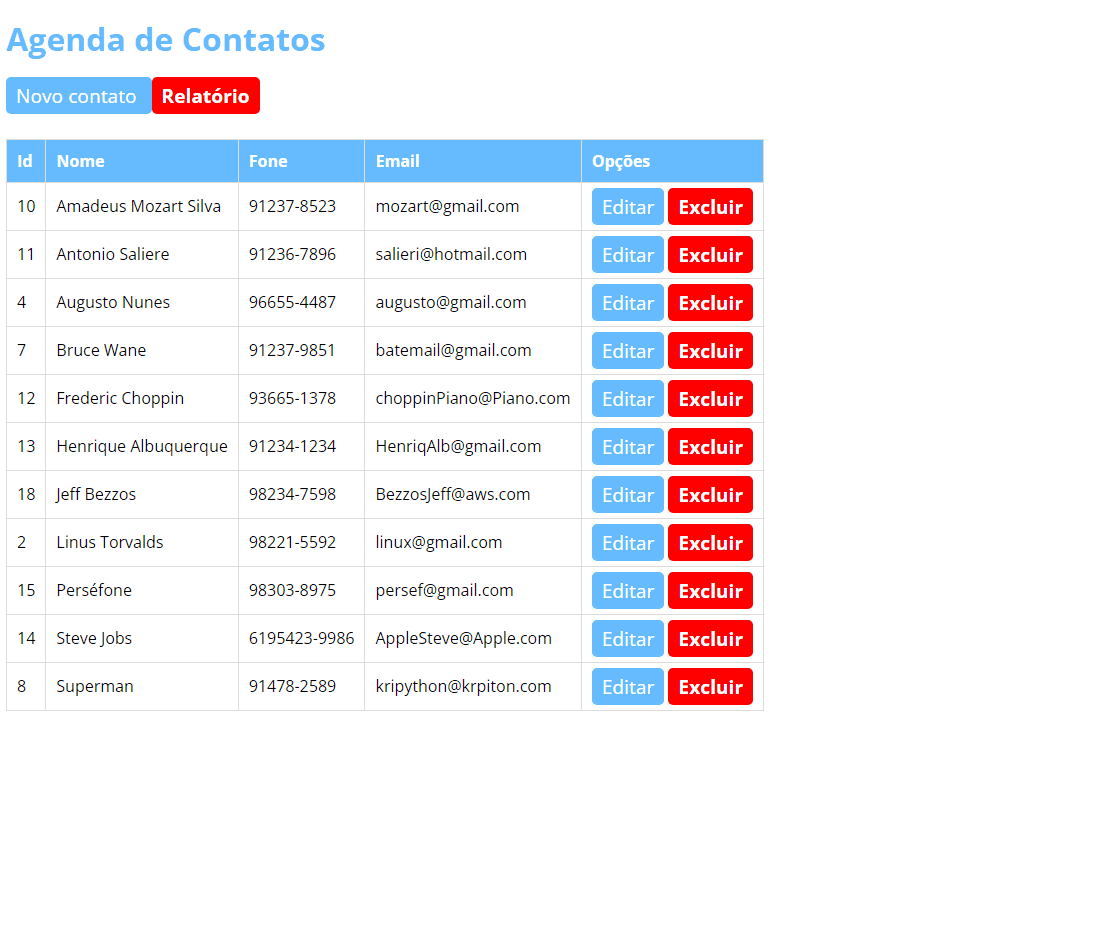 Agenda de Contatos
Novo contato Relatório
Id Nome Fone Email Opções
10 Amadeus Mozart Silva 91237-8523 mozart@gmail.com Editar Excluir
11 Antonio Saliere 91236-7896 salieri@hotmail.com Editar Excluir
4 Augusto Nunes 96655-4487 augusto@gmail.com Editar Excluir
7 Bruce Wane 91237-9851 batemail@gmail.com Editar Excluir
12 Frederic Choppin 93665-1378 choppinPiano@Piano.com Editar Excluir
13 Henrique Albuquerque 91234-1234 HenriqAlb@gmail.com Editar Excluir
18 Jeff Bezzos 98234-7598 BezzosJeff@aws.com Editar Excluir
2 Linus Torvalds 98221-5592 linux@gmail.com Editar Excluir
15 Perséfone 98303-8975 persef@gmail.com Editar Excluir
14 Steve Jobs 6195423-9986 AppleSteve@Apple.com Editar Excluir
8 Superman 91478-2589 kripython@krpiton.com Editar Excluir